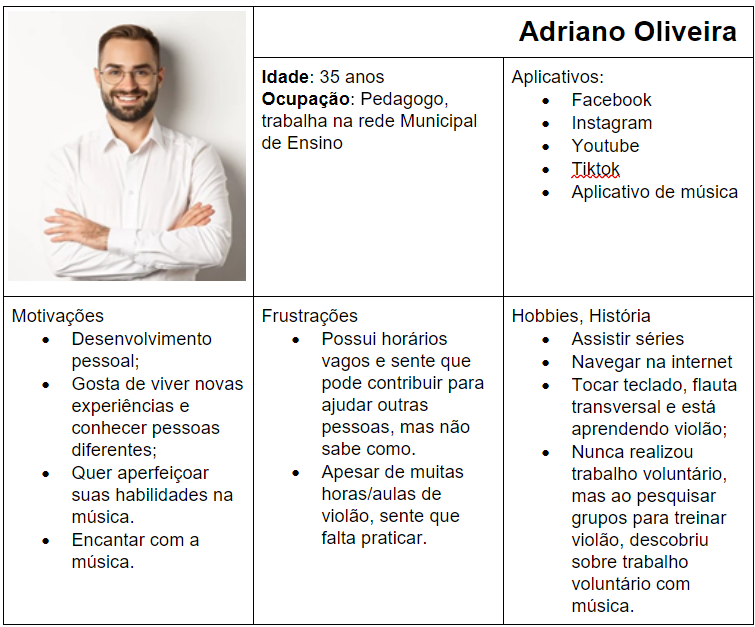 Adriano Oliveira
Idade: 35 anos
Ocupação: Pedagogo,
trabalha na rede Municipal
de Ensino
Aplicativos:
● Facebook
● Instagram
● Youtube
● Tiktok
● Aplicativo de música
Motivações
● Desenvolvimento
pessoal;
● Gosta de viver novas
experiências e
conhecer pessoas
diferentes;
● Quer aperfeiçoar
suas habilidades na
música.
● Encantar com a
música.
Frustrações
● Possui horários
vagos e sente que
pode contribuir para
ajudar outras
pessoas, mas não
sabe como.
● Apesar de muitas
horas/aulas de
violão, sente que
falta praticar.
Hobbies, História
● Assistir séries
● Navegar na internet
● Tocar teclado, flauta
transversal e está
aprendendo violão;
● Nunca realizou
trabalho voluntário,
mas ao pesquisar
grupos para treinar
violão, descobriu
sobre trabalho
voluntário com
música.